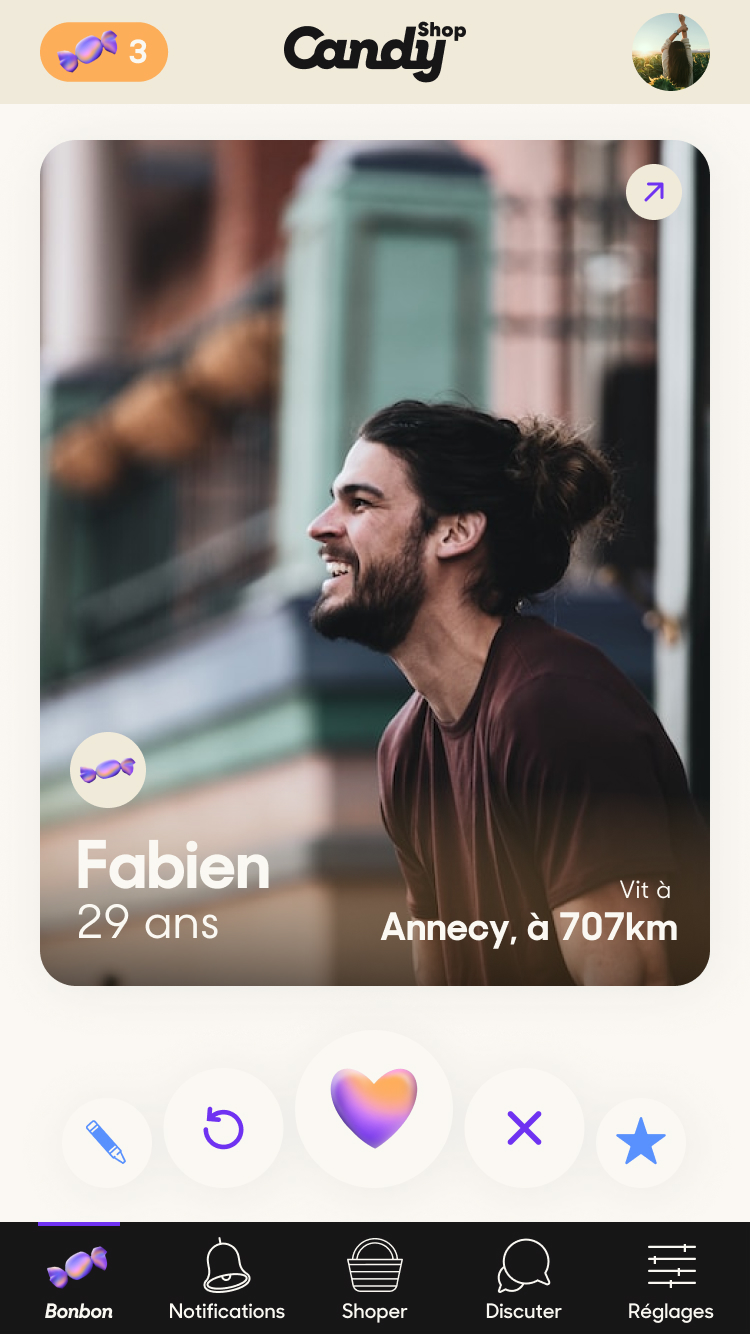 3
Candy Shop
Fabien
29 ans
Vit à
Annecy, à 707km
Bonbon
Notifications
Shoper
Discuter
Réglages